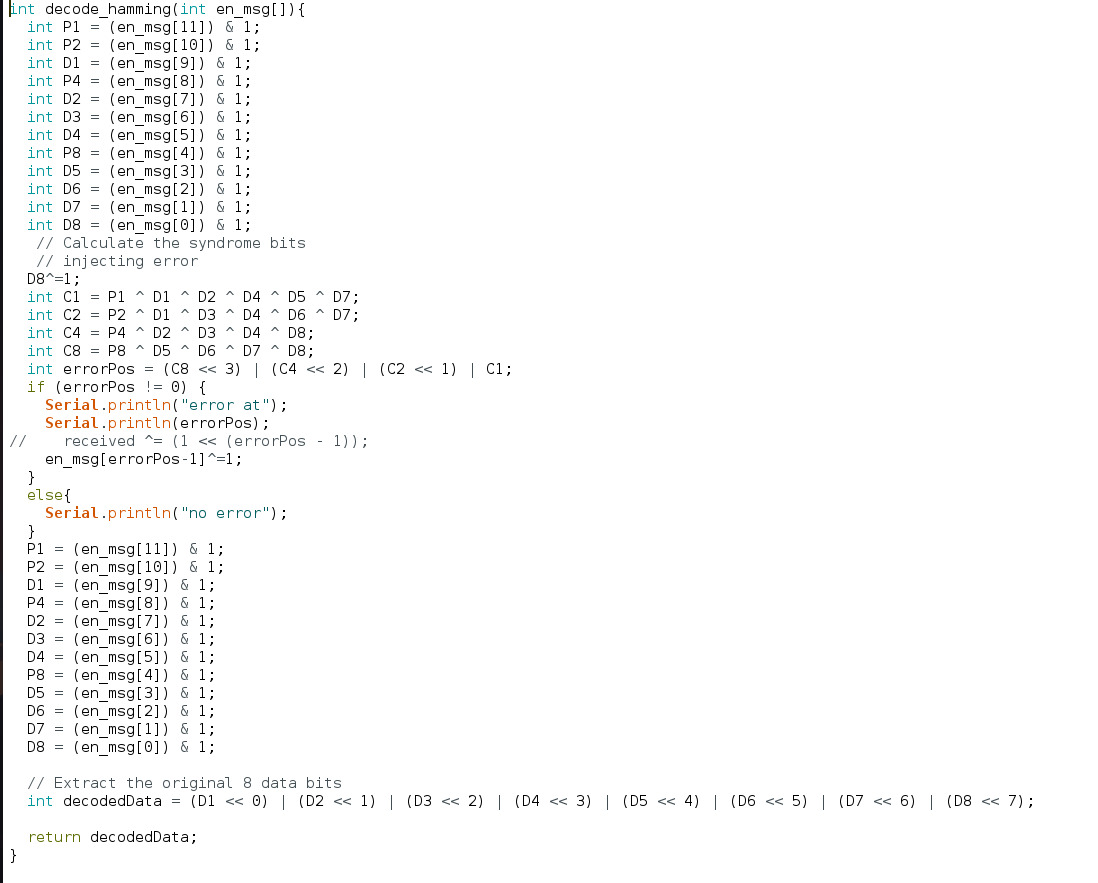 int decode_hamming(int en_msg[]){
  int P1 = (en_msg[11]) & 1;
  int P2 = (en_msg[10]) & 1;
  int D1 = (en_msg[9]) & 1;
  int P4 = (en_msg[8]) & 1;
  int D2 = (en_msg[7]) & 1;
  int D3 = (en_msg[6]) & 1;
  int D4 = (en_msg[5]) & 1;
  int P8 = (en_msg[4]) & 1;
  int D5 = (en_msg[3]) & 1;
  int D6 = (en_msg[2]) & 1;
  int D7 = (en_msg[1]) & 1;
  int D8 = (en_msg[0]) & 1;
   // Calculate the syndrome bits
   // injecting error
  D8^=1;
  int C1 = P1 ^ D1 ^ D2 ^ D4 ^ D5 ^ D7;
  int C2 = P2 ^ D1 ^ D3 ^ D4 ^ D6 ^ D7;
  int C4 = P4 ^ D2 ^ D3 ^ D4 ^ D8;
  int C8 = P8 ^ D5 ^ D6 ^ D7 ^ D8;
  int errorPos = (C8 << 3) | (C4 << 2) | (C2 << 1) | C1;
  if (errorPos != 0) {
    Serial.println("error at");
    Serial.println(errorPos);
//    received ^= (1 << (errorPos - 1));
    en_msg[errorPos-1]^=1;
  }
  else{
    Serial.println("no error");
  }
  P1 = (en_msg[11]) & 1;
  P2 = (en_msg[10]) & 1;
  D1 = (en_msg[9]) & 1;
  P4 = (en_msg[8]) & 1;
  D2 = (en_msg[7]) & 1;
  D3 = (en_msg[6]) & 1;
  D4 = (en_msg[5]) & 1;
  P8 = (en_msg[4]) & 1;
  D5 = (en_msg[3]) & 1;
  D6 = (en_msg[2]) & 1;
  D7 = (en_msg[1]) & 1;
  D8 = (en_msg[0]) & 1;

  // Extract the original 8 data bits
  int decodedData = (D1 << 0) | (D2 << 1) | (D3 << 2) | (D4 << 3) | (D5 << 4) | (D6 << 5) | (D7 << 6) | (D8 << 7);

  return decodedData;
}